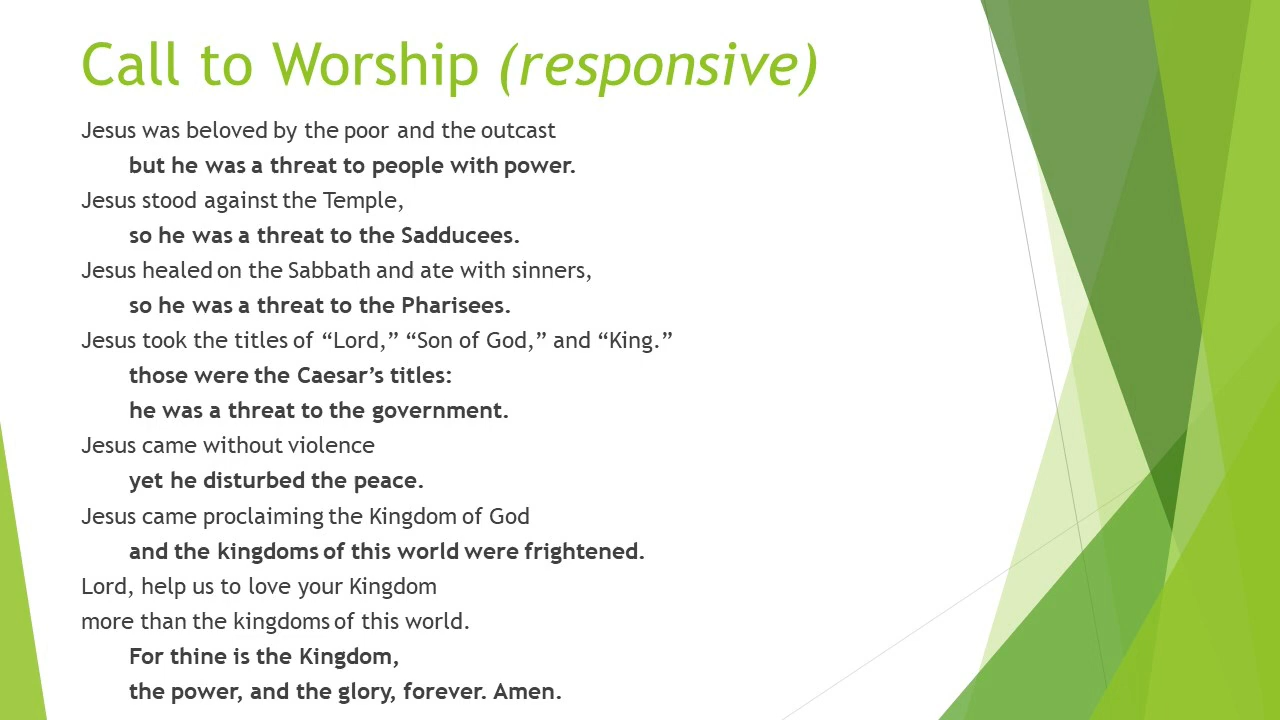 Call to Worship (responsive)
Jesus was beloved by the poor and the outcast
but he was a threat to people with power.
Jesus stood against the Temple,
so he was a threat to the Sadducees.
Jesus healed on the Sabbath and ate with sinners,
so he was a threat to the Pharisees.
Jesus took the titles of “Lord,” “Son of God,” and “King.”
those were the Caesar’s titles:
he was a threat to the government.
Jesus came without violence
yet he disturbed the peace.
Jesus came proclaiming the Kingdom of God
and the kingdoms of this world were frightened.
Lord, help us to love your Kingdom
more than the kingdoms of this world.
For thine is the Kingdom,
the power, and the glory, forever. Amen.